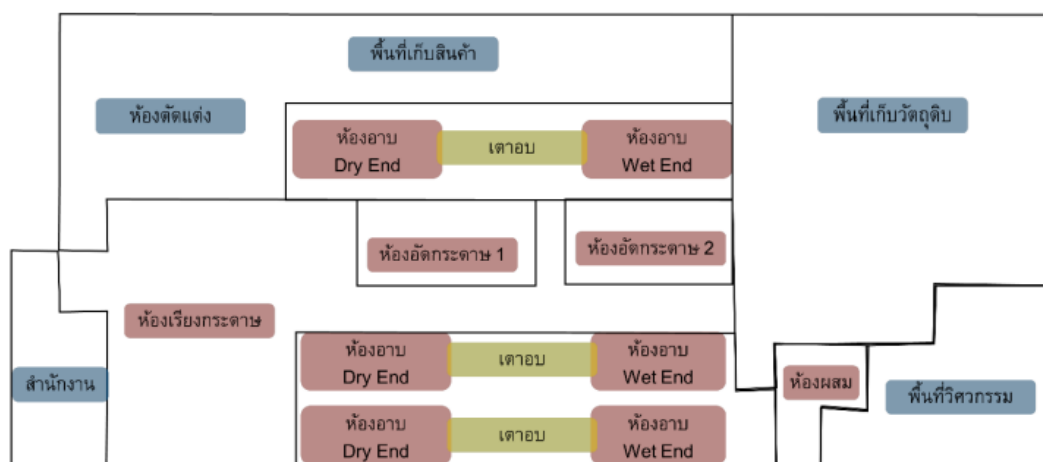 พื้นที่เก็บสินค้า
ห้องตัดแต่ง
พื้นที่เก็บวัตถุดิบ
ห้องอาบ
Dry End
เตาอบ
ห้องอาบ
Wet End
ห้องอัดกระดาษ 1
ห้องอัดกระดาษ 2
ห้องเรียงกระดาษ
ห้องอาบ
Dry End
เตาอบ
ห้องอาบ
Wet End
สำนักงาน
ห้องผสม
พื้นที่วิศวกรรม
ห้องอาบ
Dry End
เตาอบ
ห้องอาบ
Wet End